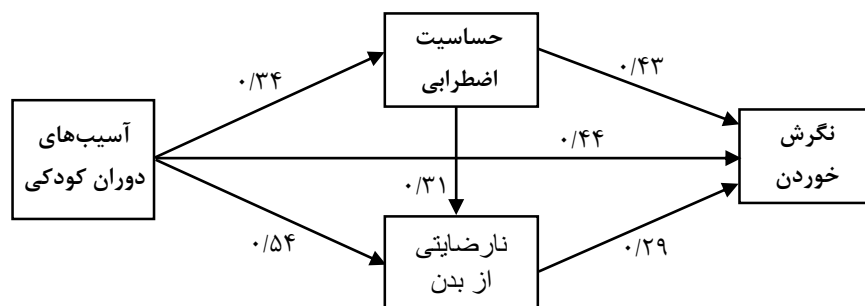 حساسیت
اضطرابی
۰/۳۴
۰/۴۳
آسیب‌های
دوران کودکی
۰/۴۴
نگرش
خوردن
۰/۳۱
۰/۵۴
نارضایتی
از بدن
۰/۲۹